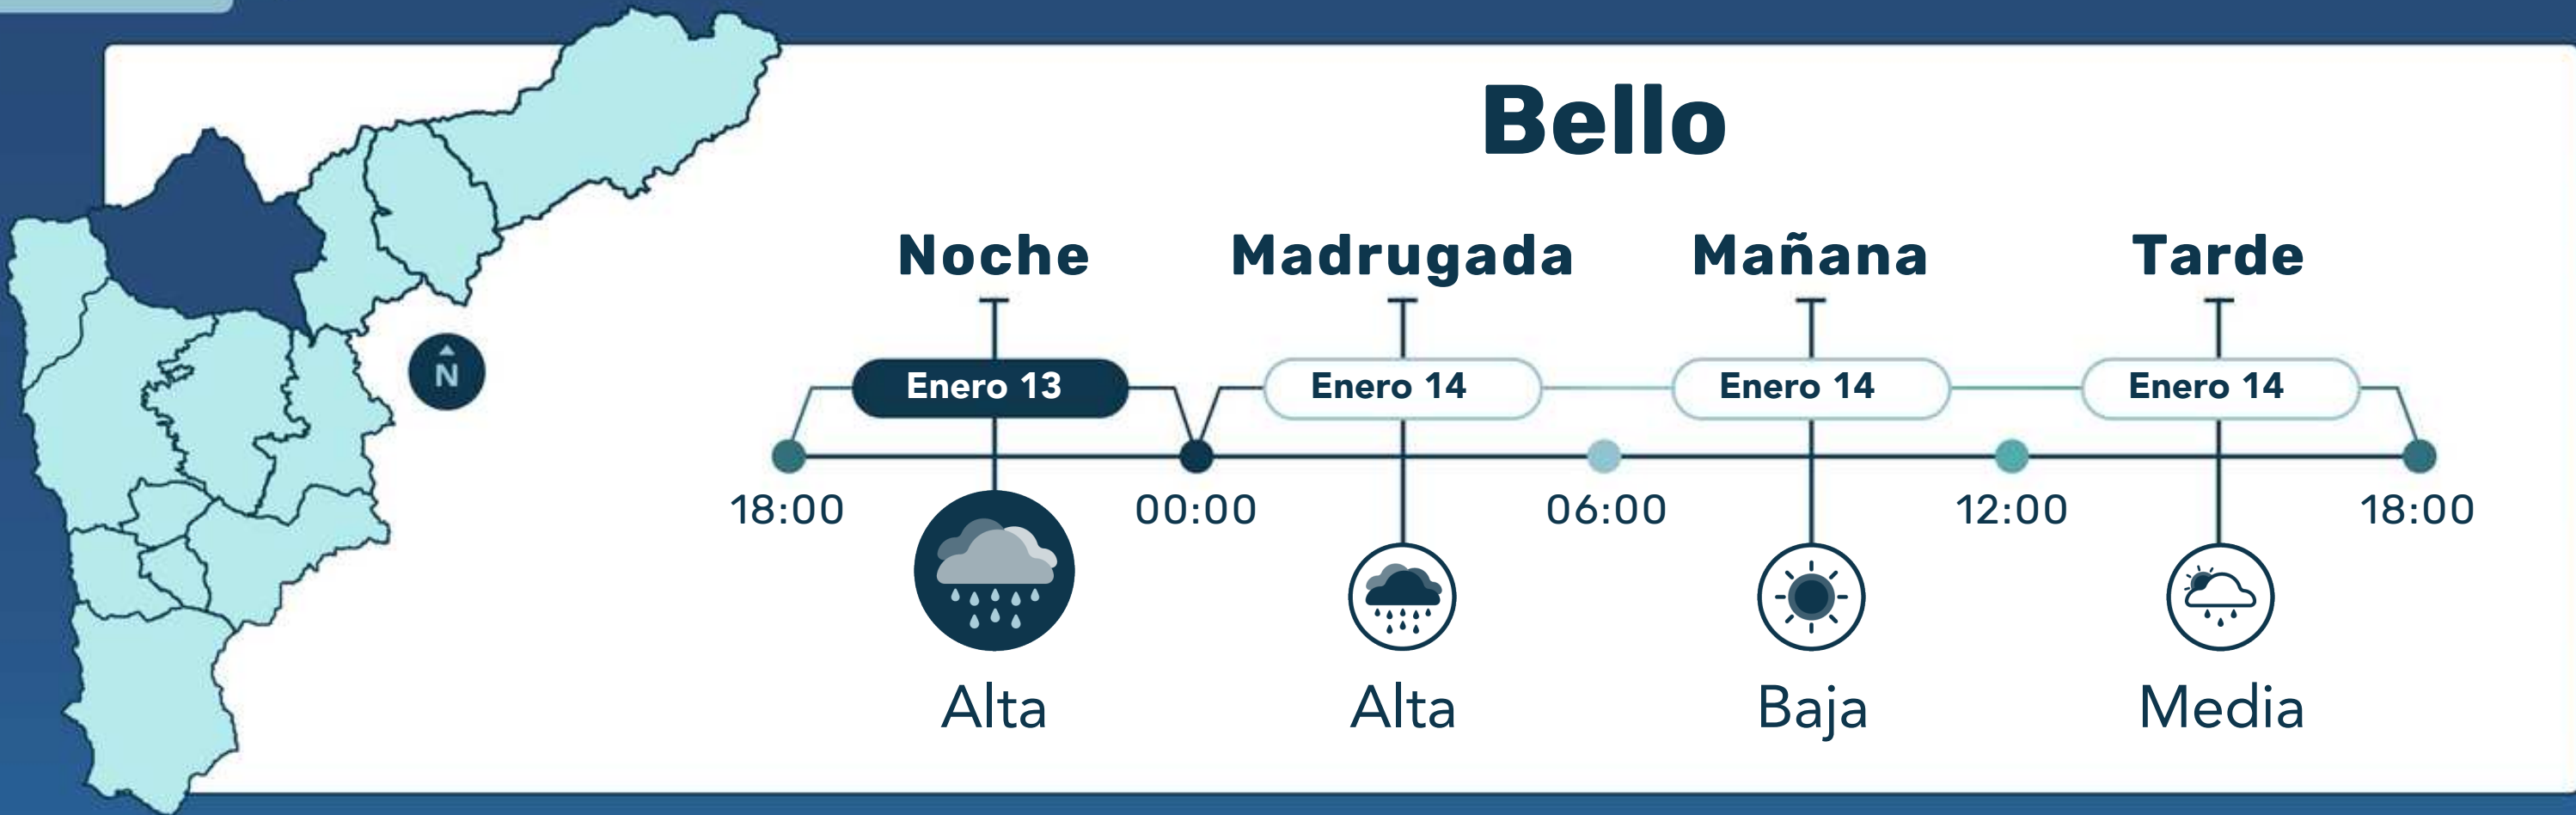 Bello
Noche Madrugada Mañana Tarde
Enero 13 Enero 14 Enero 14 Enero 14
N
18:00 00:00 06:00 12:00 18:00
Alta Alta Baja Media